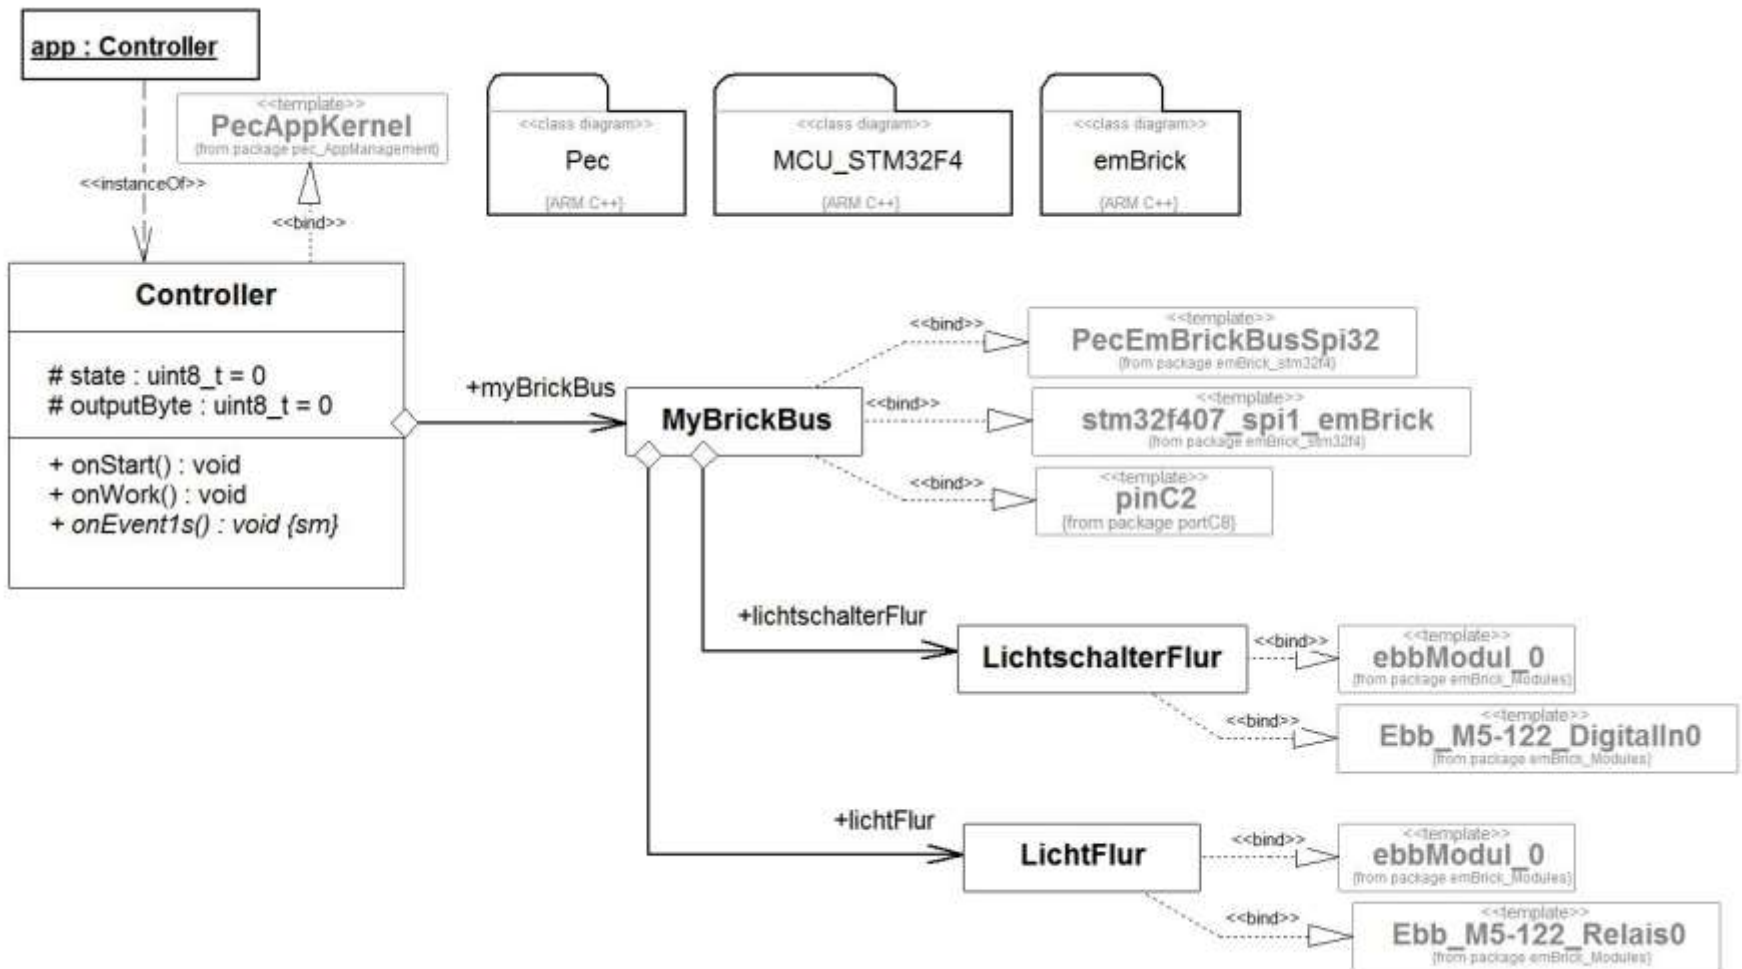 app : Controller
<<template>>
PecAppKernel
{from package pec_AppManagement}
<<instanceOf>>
<<bind>>
<<class diagram>>
Pec
{ARM C++}
<<class diagram>>
MCU_STM32F4
{ARM C++}
<<class diagram>>
emBrick
{ARM C++}
Controller
# state : uint8_t = 0
# outputByte : uint8_t = 0
+ onStart() : void
+ onWork() : void
+ onEvent1s() : void {sm}
+myBrickBus
MyBrickBus
<<bind>>
<<template>>
PecEmBrickBusSpi32
{from package emBrick_stm32f4}
<<bind>>
<<template>>
stm32f407_spi1_emBrick
{from package emBrick_stm32f4}
<<bind>>
<<template>>
pinC2
{from package portC8}
+lichtschalterFlur
LichtschalterFlur
<<bind>>
<<template>>
ebbModul_0
{from package emBrick_Modules}
<<bind>>
<<template>>
Ebb_M5-122_DigitalIn0
{from package emBrick_Modules}
+lichtFlur
LichtFlur
<<bind>>
<<template>>
ebbModul_0
{from package emBrick_Modules}
<<bind>>
<<template>>
Ebb_M5-122_Relais0
{from package emBrick_Modules}